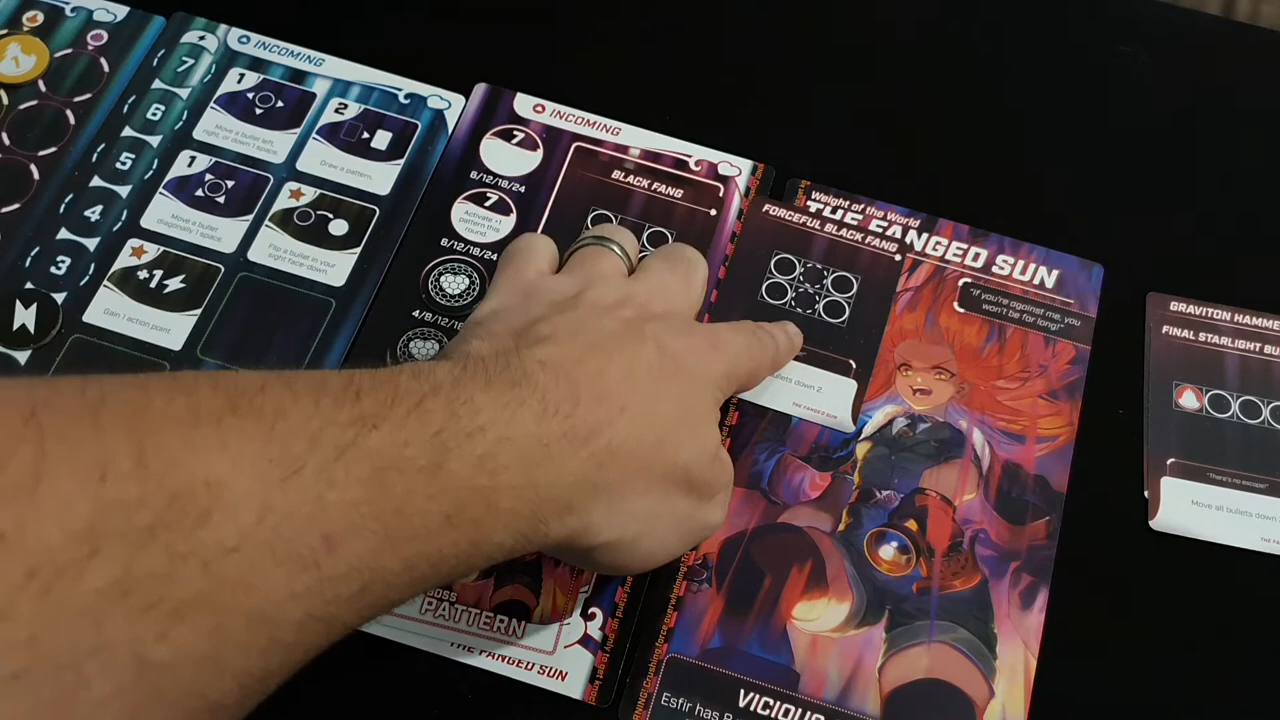 1
7
6
5
4
3
INCOMING
1
Move a bullet left,
right, or down 1 space.
2
Draw a pattern.
1
Move a bullet
diagonally 1 space.
Flip a bullet in your
sight face-down.
+1
Gain 1 action point.
INCOMING
7
6/12/18/24
7
Activate +1
pattern this
round.
6/12/18/24
BLACK FANG
BOSS
PATTERN
THE FANGED SUN
Weight of the World
THE FANGED SUN
FORCEFUL BLACK FANG
"If you're against me, you
won't be for long!"
bullets down 2.
THE FANGED SUN
VICIOUS
Esfir has
GRAVITON HAMME
FINAL STARLIGHT BU
"There's no escape!"
Move all bullets down